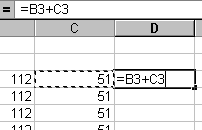 = =B3+C3
C D
112 51 =B3+C3
112 51
112 51
112 51